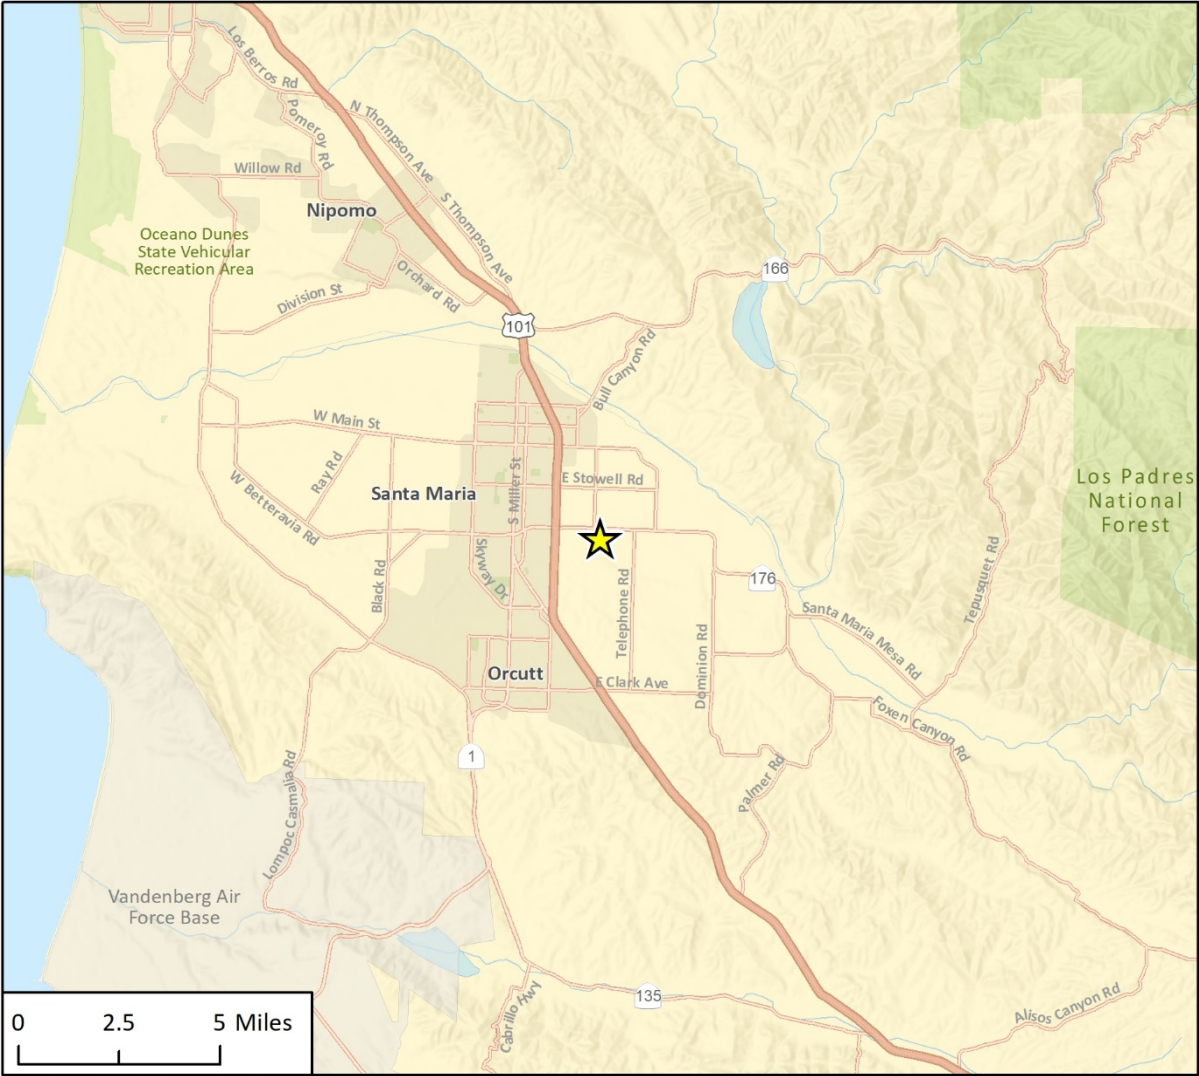 Los Berros Rd
Pomeroy Rd
N Thompson Ave
Willow Rd
S Thompson Ave
Nipomo
Oceano Dunes
State Vehicular
Recreation Area
Orchard Rd
166
Division St
101
Bull Canyon Rd
W Main St
Ray Rd
E Stowell Rd
S Miller St
Santa Maria
Los Padres
National
Forest
W Betteravia Rd
Skyway Dr
Black Rd
Telephone Rd
176
Tepusquet Rd
Santa Maria Mesa Rd
Dominion Rd
Orcutt
E Clark Ave
Foxen Canyon Rd
1
Palmer Rd
Lompoc Casmalia Rd
Vandenberg Air
Force Base
135
Cabrillo Hwy
Alisos Canyon Rd
0 2.5 5 Miles